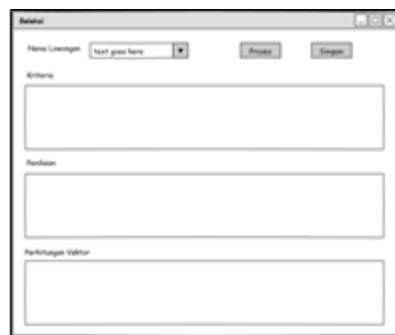 Seleksi
Nama Lowongan text goes here Proses Simpan
Kriteria
Penilaian
Perhitungan Vektor